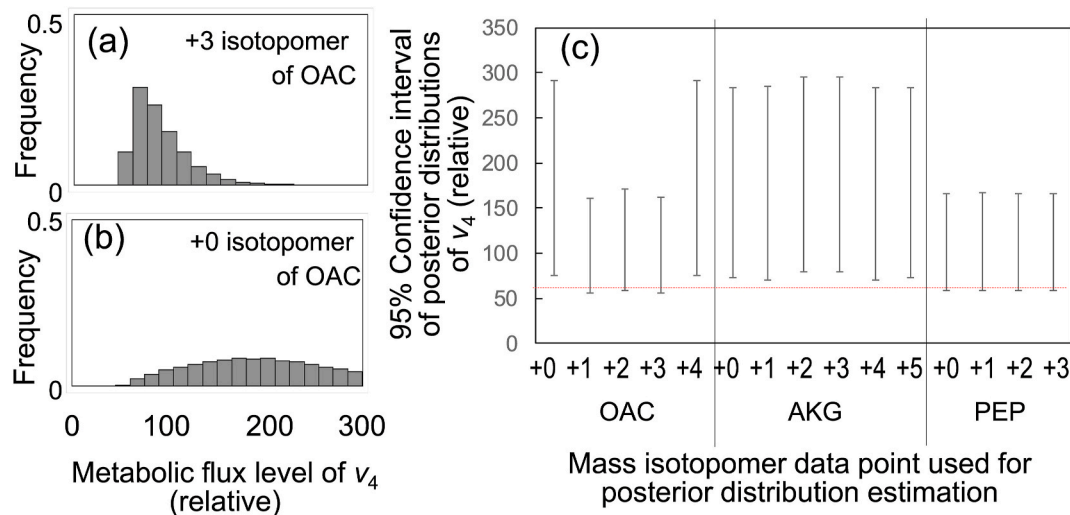 0.5
(a)
+3 isotopomer
of OAC
Frequency
0
0.5
(b)
+0 isotopomer
of OAC
Frequency
0
0 100 200 300
Metabolic flux level of v4
(relative)
95% Confidence interval
of posterior distributions
of v4 (relative)
(c)
350
300
250
200
150
100
50
0
+0 +1 +2 +3 +4 +0 +1 +2 +3 +4 +5 +0 +1 +2 +3
OAC AKG PEP
Mass isotopomer data point used for
posterior distribution estimation